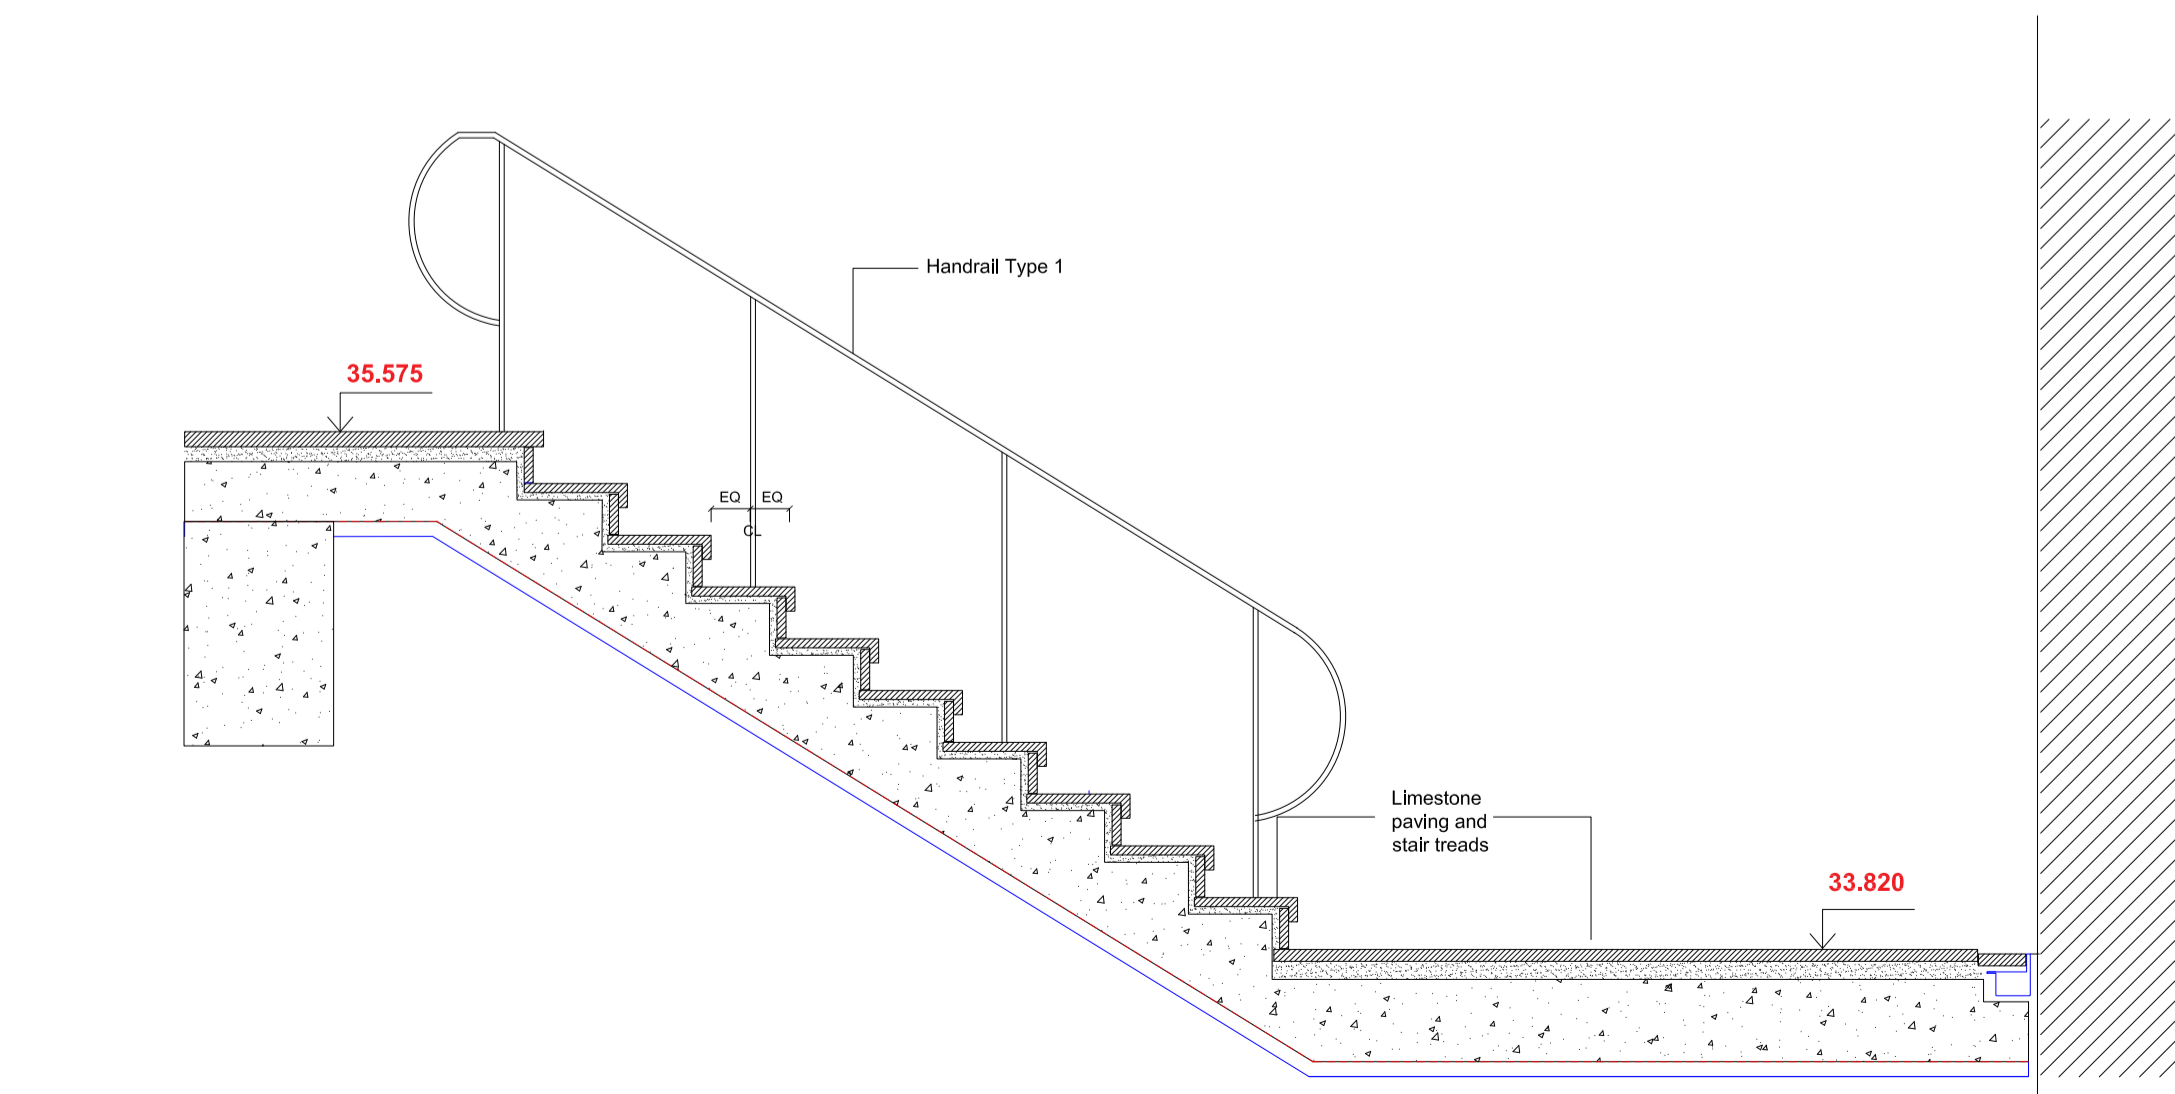 Handrail Type 1
35.575
EQ EQ
CL
Limestone
paving and
stair treads
33.820